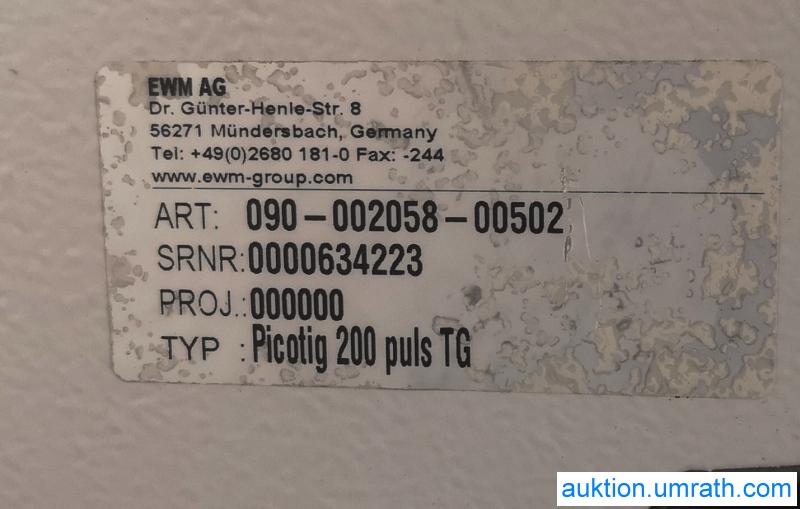 EWM AG
Dr. Günter-Henle-Str. 8
56271 Mündersbach, Germany
Tel: +49(0)2680 181-0 Fax: -244
www.ewm-group.com
ART: 090-002058-00502
SRNR:0000634223
PROJ.:000000
TYP :Picotig 200 puls TG
auktion.umrath.com